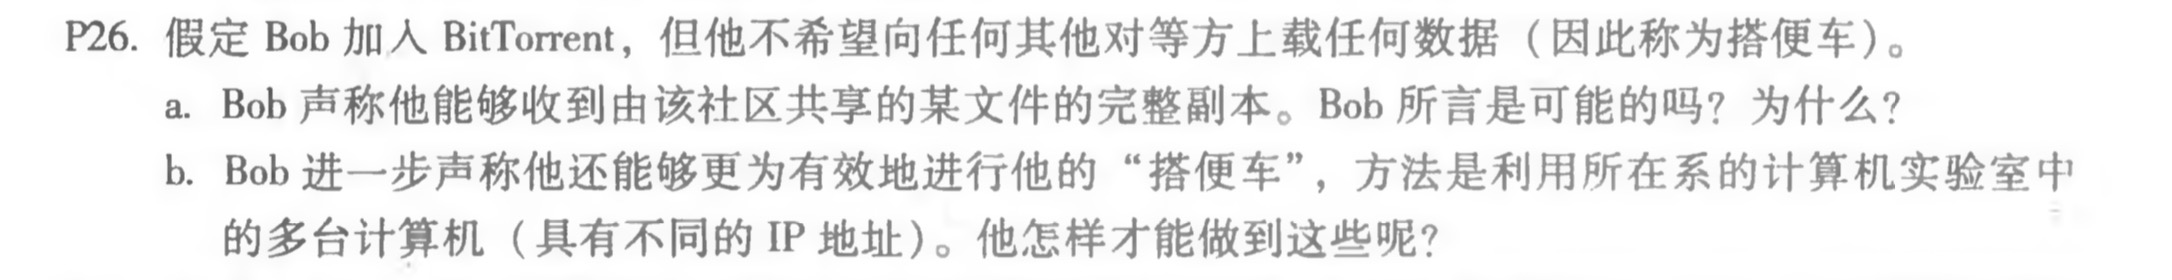 P26. 假定 Bob 加入 BitTorrent，但他不希望向任何其他对等方上载任何数据（因此称为搭便车）。
a. Bob 声称他能够收到由该社区共享的某文件的完整副本。Bob 所言是可能的吗？为什么？
b. Bob 进一步声称他还能够更为有效地进行他的“搭便车”，方法是利用所在系的计算机实验室中
的多台计算机（具有不同的 IP 地址）。他怎样才能做到这些呢？